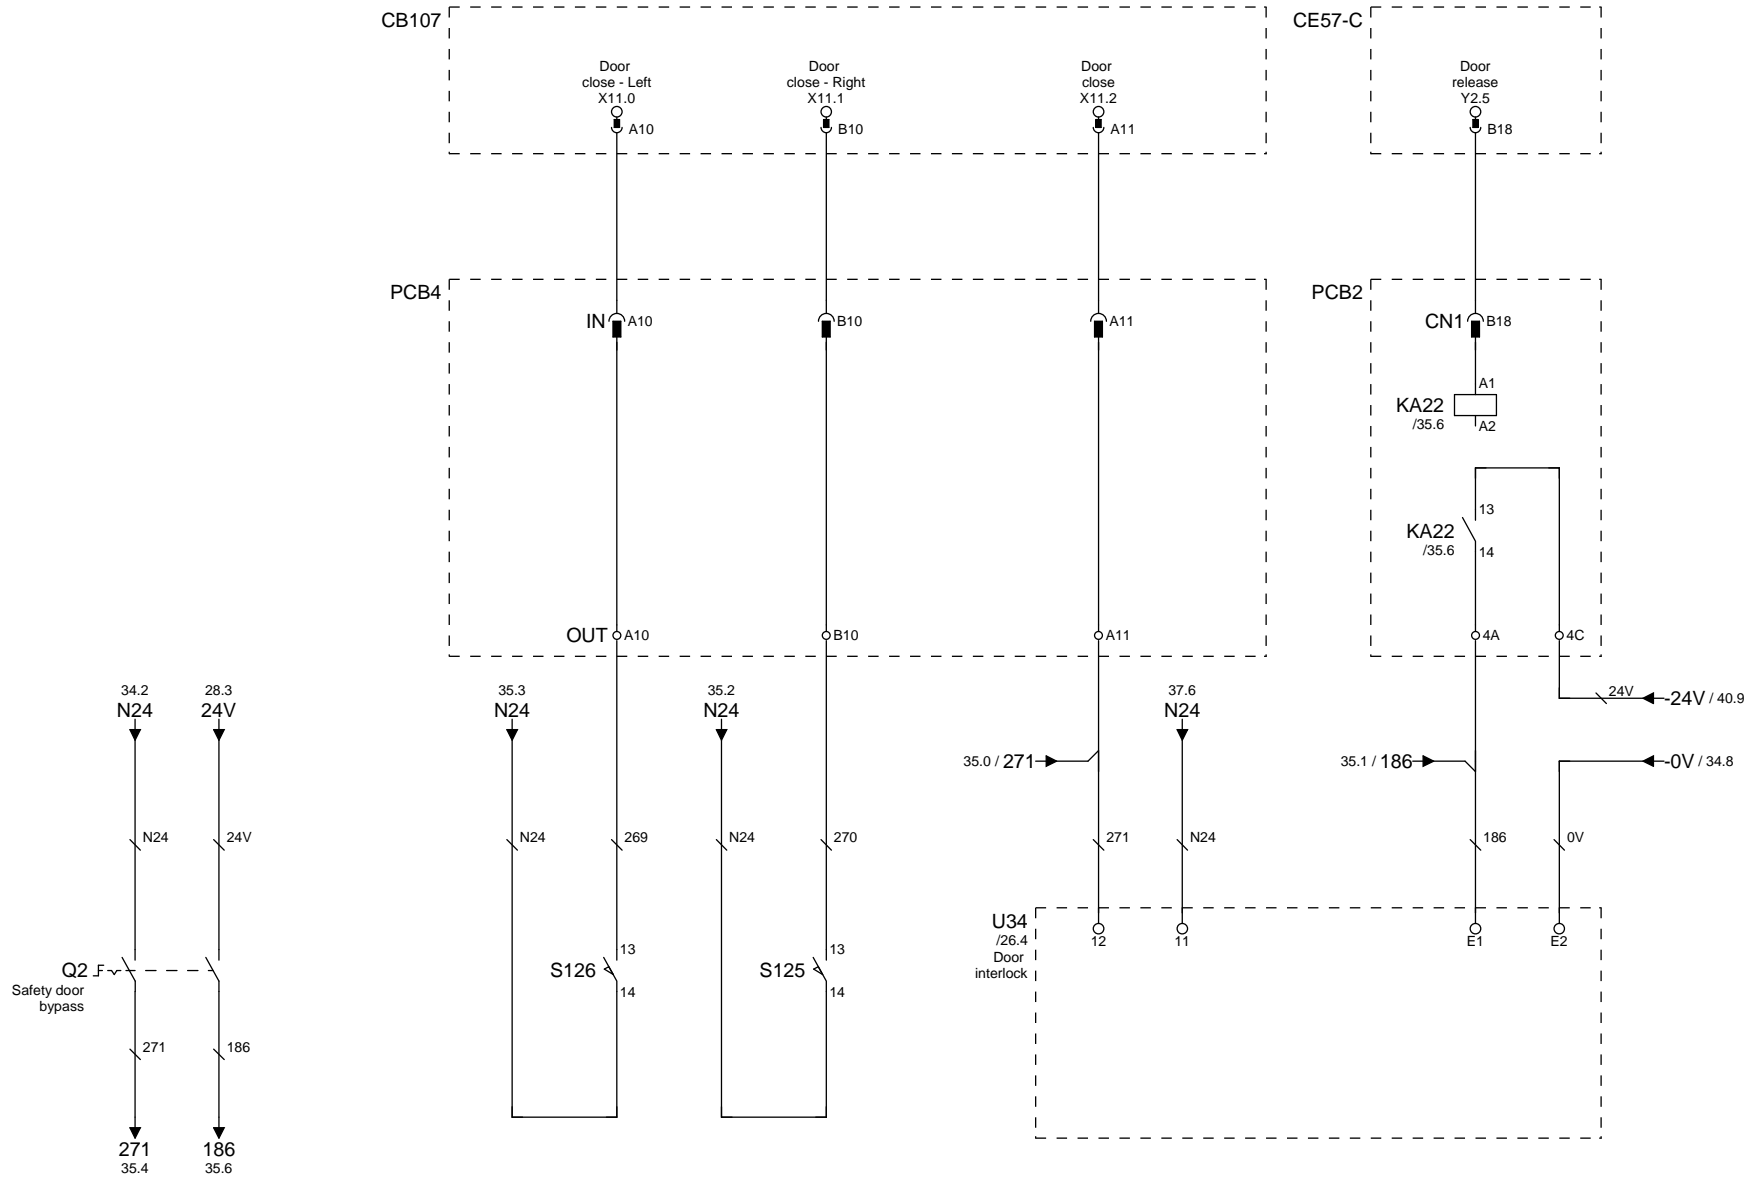 CB107
CE57-C
Door
close - Left
X11.0
A10
Door
close - Right
X11.1
B10
Door
close
X11.2
A11
Door
release
Y2.5
B18
PCB4
IN
A10
B10
A11
PCB2
CN1
B18
A1
KA22
/35.6
A2
13
KA22
/35.6
14
OUT
A10
B10
A11
4A
4C
34.2
N24
28.3
24V
35.3
N24
35.2
N24
37.6
N24
24V
-24V / 40.9
35.0 / 271
35.1 / 186
-0V / 34.8
N24
24V
N24
269
N24
270
271
N24
186
0V
U34
/26.4
Door
interlock
12
11
E1
E2
Q2
Safety door
bypass
13
S126
14
13
S125
14
271
186
271
35.4
186
35.6